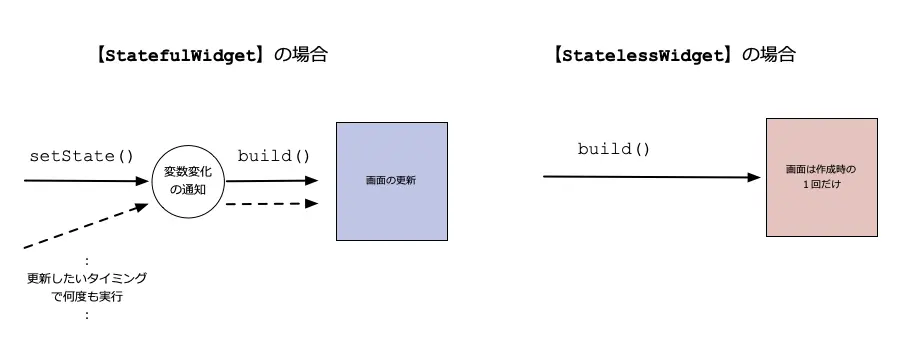 【StatefulWidget】の場合
setState()
変数変化
の通知
build()
画面の更新
:
更新したいタイミング
で何度も実行
:
【StatelessWidget】の場合
build()
画面は作成時の
1回だけ